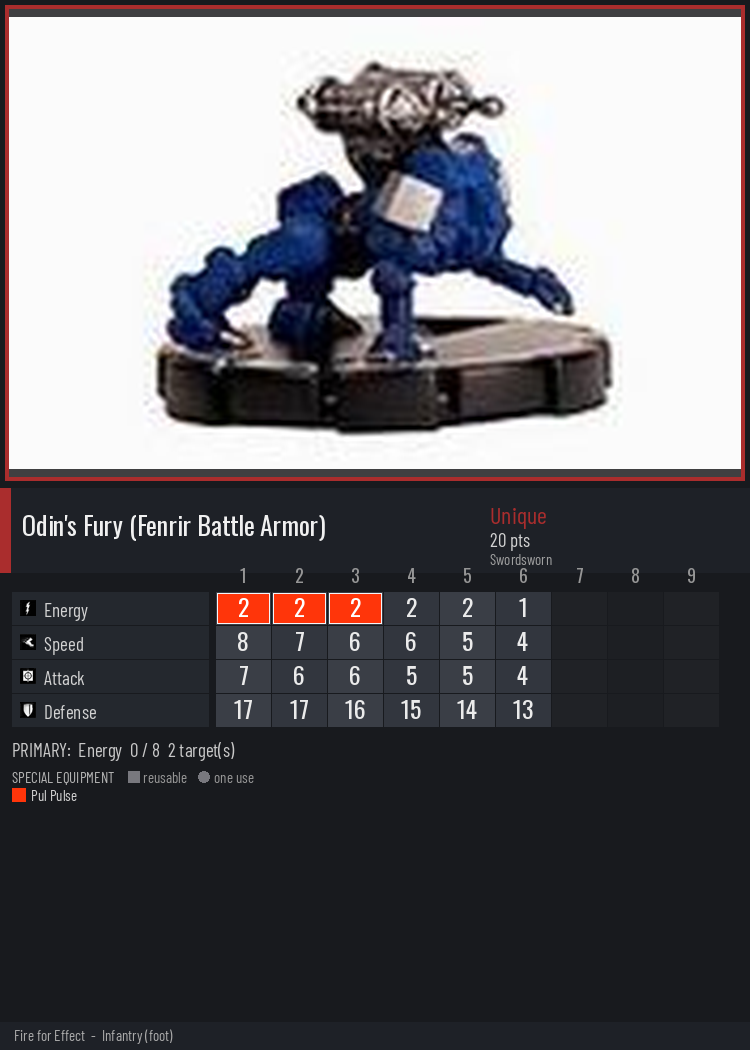 Odin's Fury (Fenrir Battle Armor)
Unique
20 pts
Swordsworn
1 2 3 4 5 6 7 8 9
Energy 2 2 2 2 2 1
Speed 8 7 6 6 5 4
Attack 7 6 6 5 5 4
Defense 17 17 16 15 14 13
PRIMARY: Energy 0 / 8 2 target(s)
SPECIAL EQUIPMENT reusable one use
Pul Pulse
Fire for Effect - Infantry (foot)